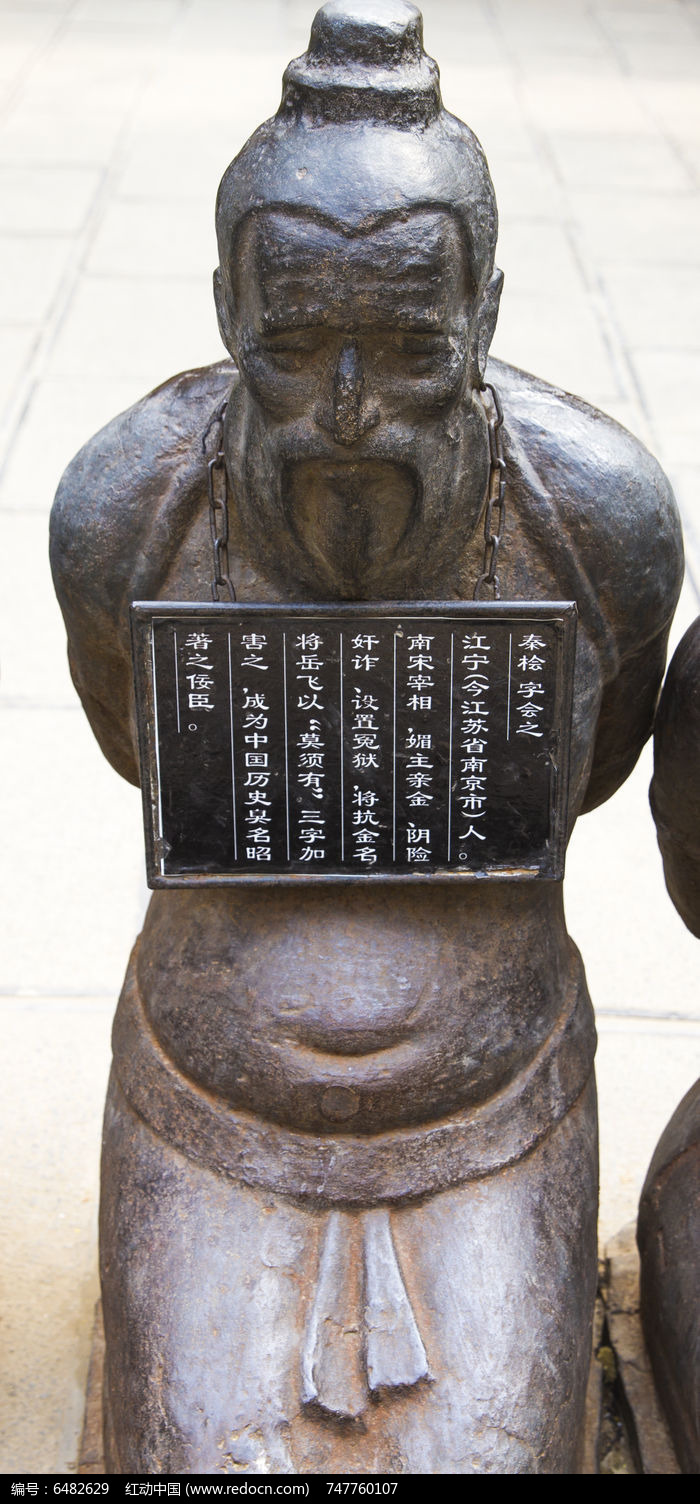 秦桧 字会之
江宁(今江苏省南京市)人。
南宋宰相,媚主亲金,阴险
奸诈,设置冤狱,将抗金名
将岳飞以“莫须有”三字加
害之,成为中国历史臭名昭
著之佞臣。
编号:6482629 红动中国 (www.redocn.com) 747760107